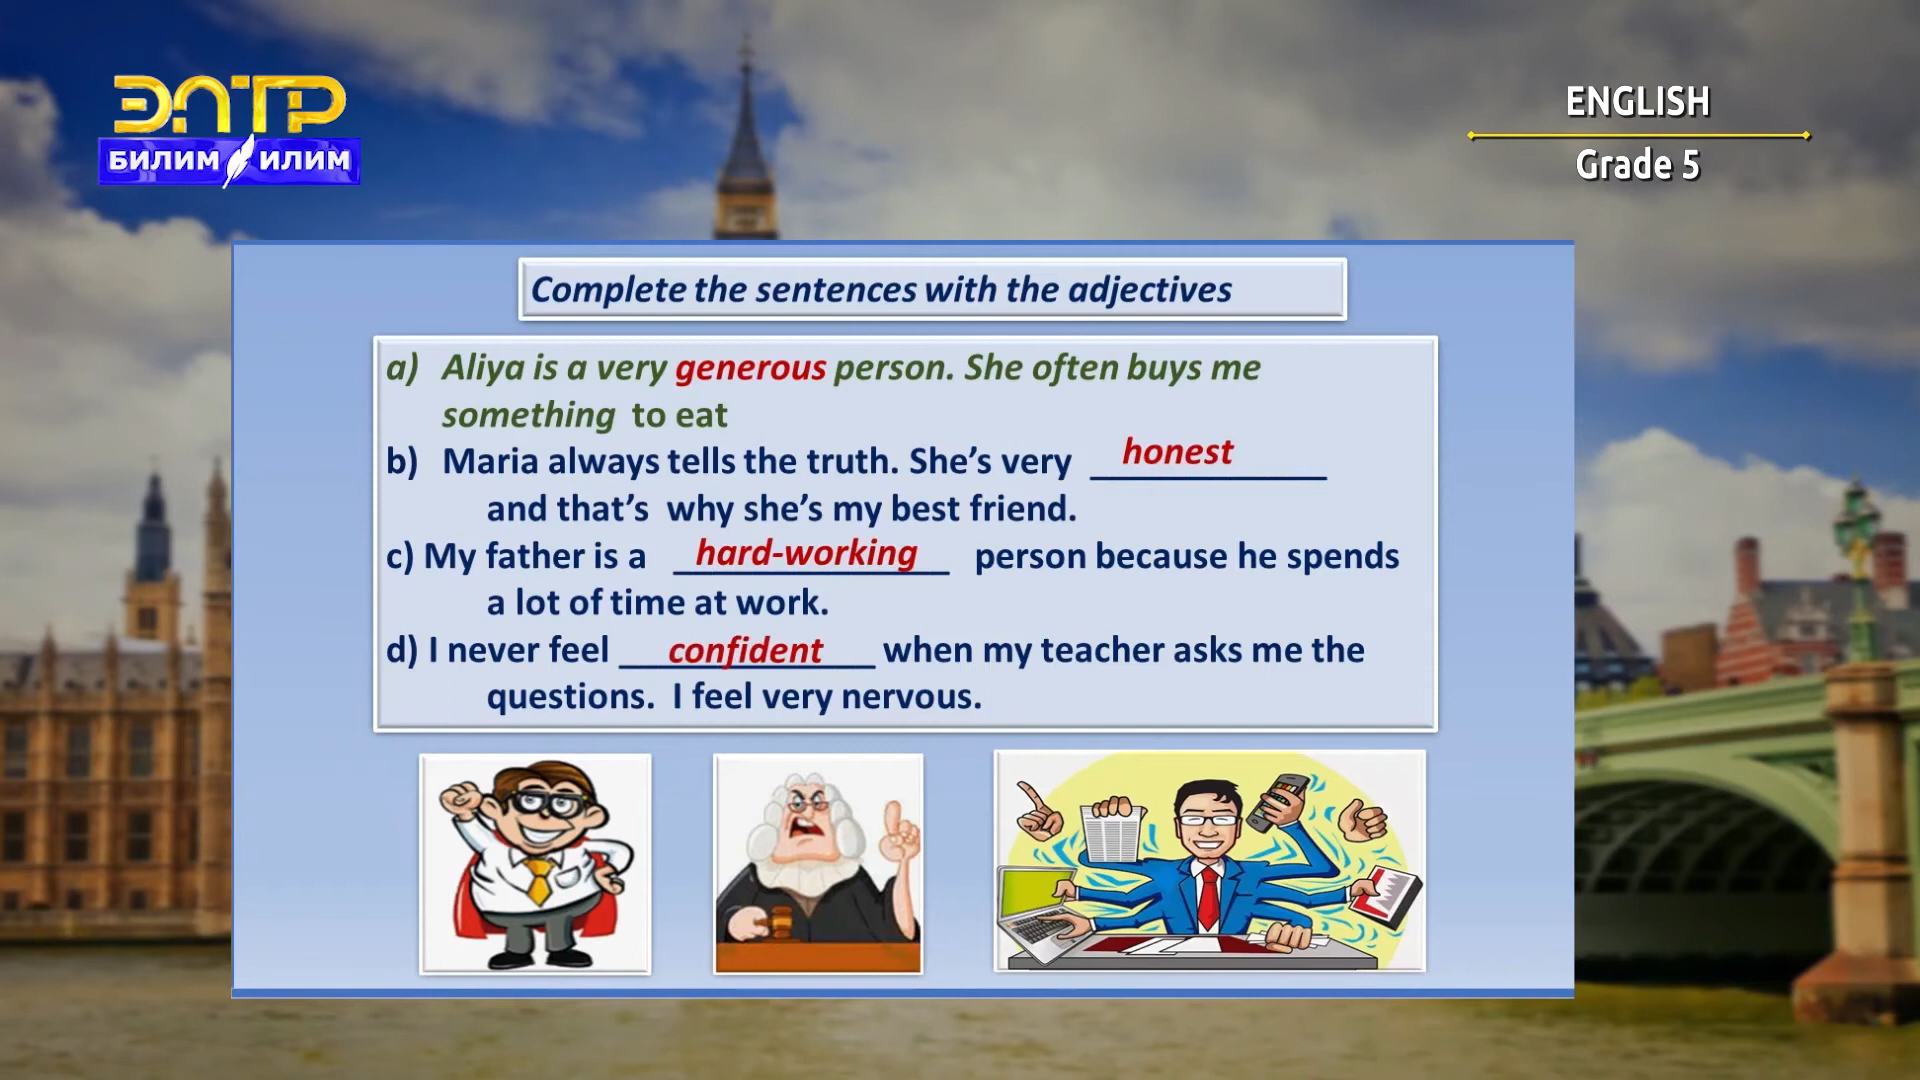 ЭЛТР
БИЛИМ ИЛИМ
ENGLISH
Grade 5
Complete the sentences with the adjectives
a) Aliya is a very generous person. She often buys me
something to eat
b) Maria always tells the truth. She’s very honest
and that’s why she’s my best friend.
c) My father is a hard-working person because he spends
a lot of time at work.
d) I never feel confident when my teacher asks me the
questions. I feel very nervous.